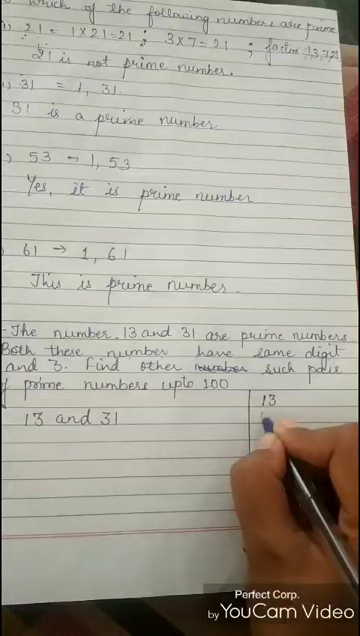 which of the following numbers are prime
) 21 = 1 X 21 = 21 ; 3 X 7 = 21 ; factor = 1,3,7,21
∴ 21 is not prime number.
) 31 = 1, 31.
31 is a prime number
) 53 → 1, 53
Yes, it is prime number
) 61 → 1, 61
This is prime number.
- The number 13 and 31 are prime numbers
Both these number have same digit
and 3. Find other such pairs
of prime numbers upto 100
13
13 and 31
Perfect Corp.
by YouCam Video